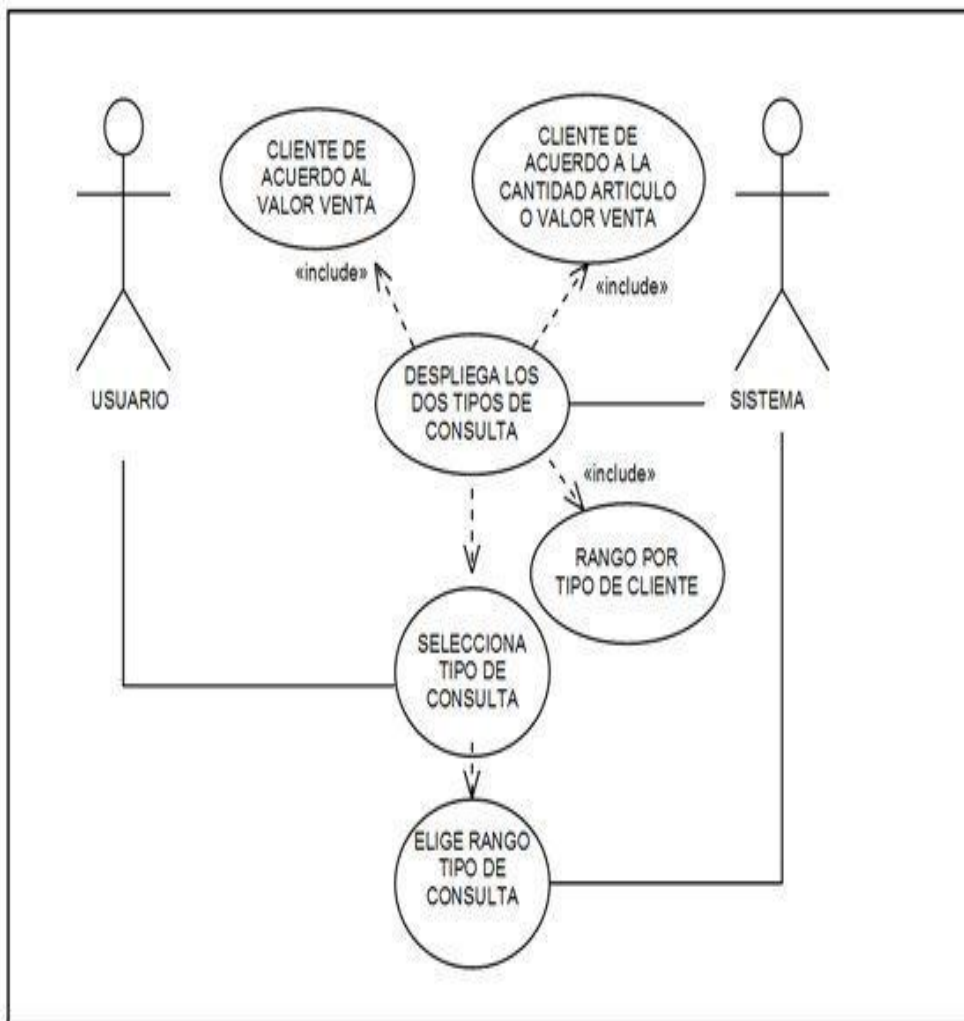 CLIENTE DE
ACUERDO AL
VALOR VENTA
CLIENTE DE
ACUERDO A LA
CANTIDAD ARTICULO
O VALOR VENTA
«include»
«include»
DESPLIEGA LOS
DOS TIPOS DE
CONSULTA
USUARIO
SISTEMA
«include»
RANGO POR
TIPO DE CLIENTE
SELECCIONA
TIPO DE
CONSULTA
ELIGE RANGO
TIPO DE
CONSULTA